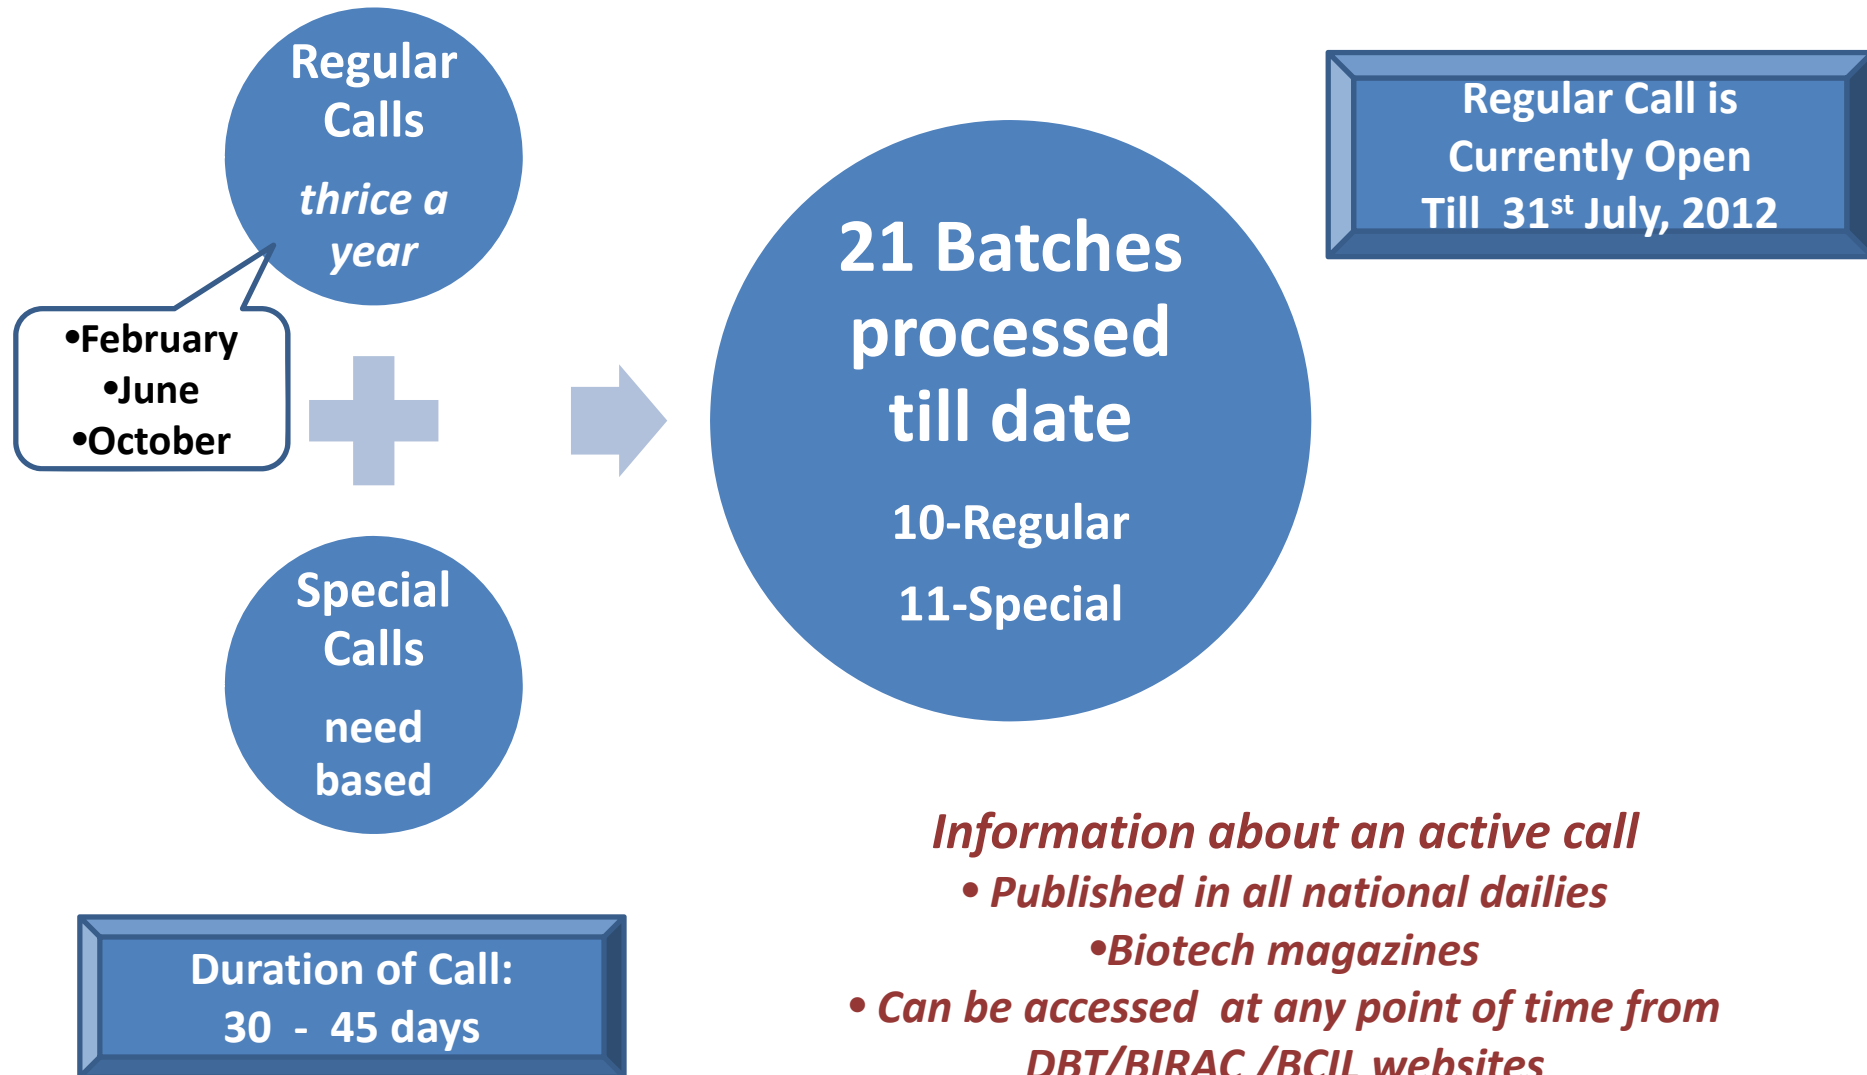 Regular
Calls
thrice a
year
•February
•June
•October
Special
Calls
need
based
21 Batches
processed
till date
10-Regular
11-Special
Regular Call is
Currently Open
Till 31st July, 2012
Duration of Call:
30 - 45 days
Information about an active call
• Published in all national dailies
•Biotech magazines
• Can be accessed at any point of time from
DBT/BIRAC /BCIL websites